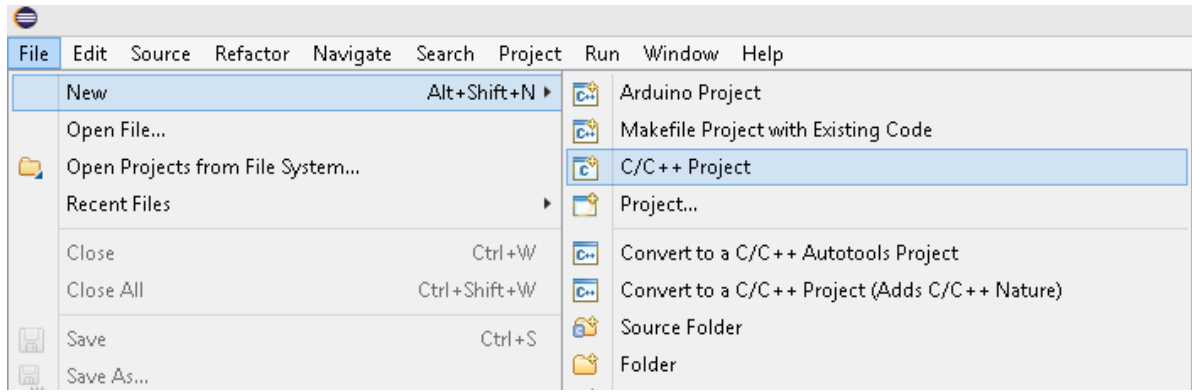 File Edit Source Refactor Navigate Search Project Run Window Help
New Alt+Shift+N
Open File...
Open Projects from File System...
Recent Files
Close Ctrl+W
Close All Ctrl+Shift+W
Save Ctrl+S
Save As...
Arduino Project
Makefile Project with Existing Code
C/C++ Project
Project...
Convert to a C/C++ Autotools Project
Convert to a C/C++ Project (Adds C/C++ Nature)
Source Folder
Folder